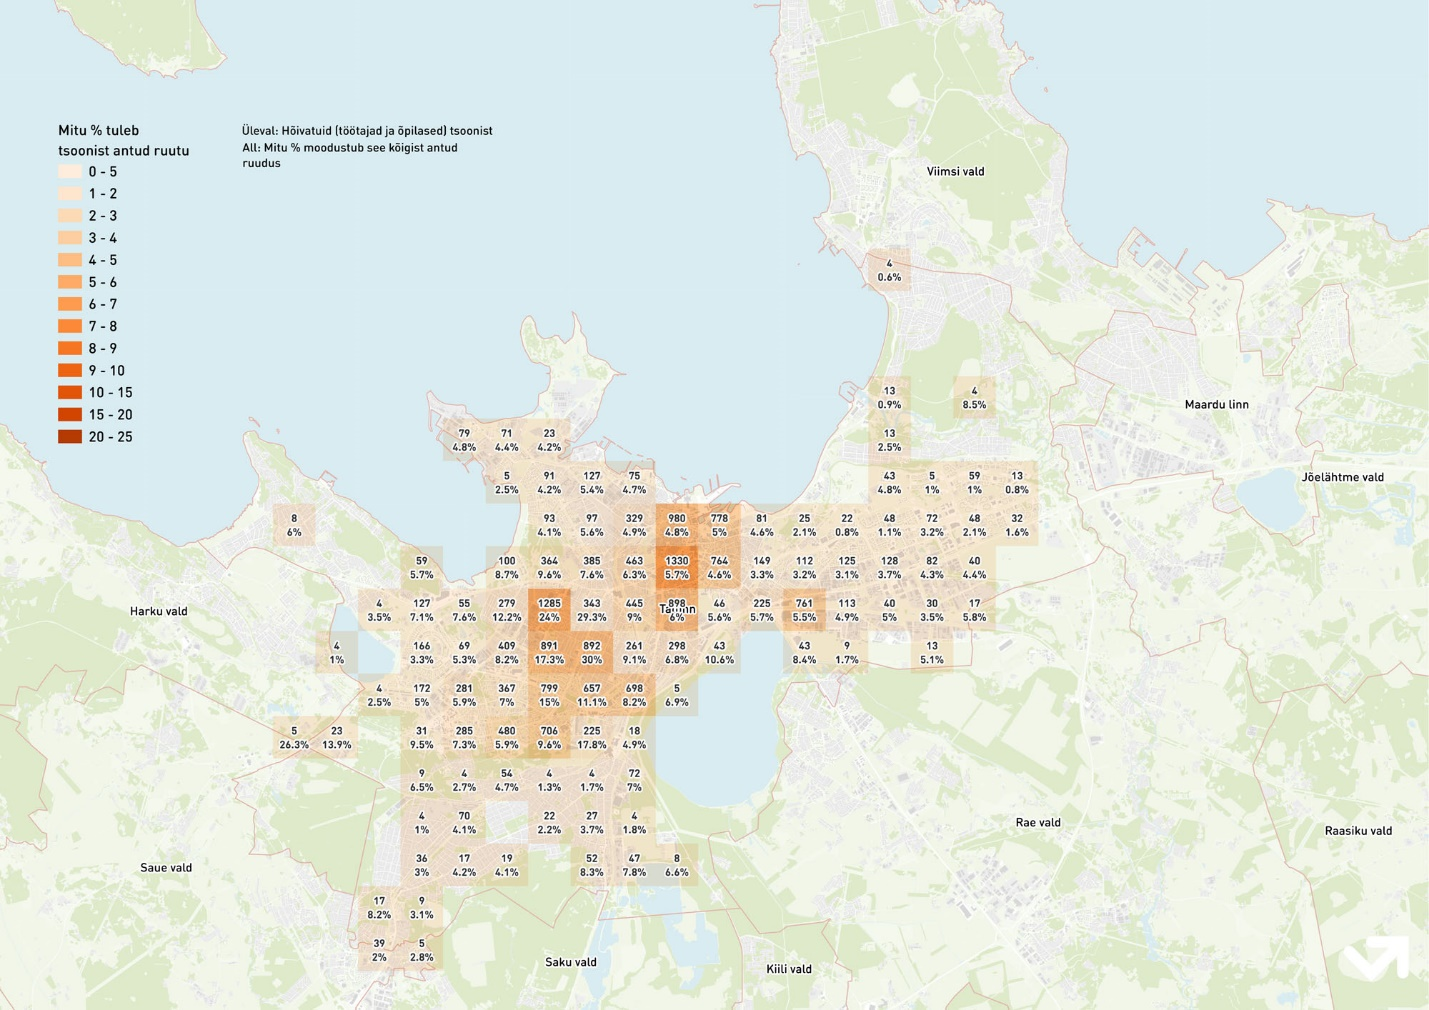 Mitu % tuleb
tsoonist antud ruutu
0 - 5
1 - 2
2 - 3
3 - 4
4 - 5
5 - 6
6 - 7
7 - 8
8 - 9
9 - 10
10 - 15
15 - 20
20 - 25
Üleval: Hõivatuid (töötajad ja õpilased) tsoonist
All: Mitu % moodustub see kõigist antud
ruudus
Viimsi vald
4
0.6%
13 4
0.9% 8.5%
Maardu linn
79 71 23 13
4.8% 4.4% 4.2% 2.5%
Jõelähtme vald
5 91 127 75 43 5 59 13
2.5% 4.2% 5.4% 4.7% 4.8% 1% 1% 0.8%
8 93 97 329 980 778 81 25 22 48 72 48 32
6% 4.1% 5.6% 4.9% 4.8% 5% 4.6% 2.1% 0.8% 1.1% 3.2% 2.1% 1.6%
59 100 364 385 463 1330 764 149 112 125 128 82 40
5.7% 8.7% 9.6% 7.6% 6.3% 5.7% 4.6% 3.3% 3.2% 3.1% 3.7% 4.3% 4.4%
Harku vald
4 127 55 279 1285 343 445 898 46 225 761 113 40 30 17
Tallinn
3.5% 7.1% 7.6% 12.2% 24% 29.3% 9% 6% 5.6% 5.7% 5.5% 4.9% 5% 3.5% 5.8%
4 166 69 409 891 892 261 298 43 43 9 13
1% 3.3% 5.3% 8.2% 17.3% 30% 9.1% 6.8% 10.6% 8.4% 1.7% 5.1%
4 172 281 367 799 657 698 5
2.5% 5% 5.9% 7% 15% 11.1% 8.2% 6.9%
5 23 31 285 480 706 225 18
26.3% 13.9% 9.5% 7.3% 5.9% 9.6% 17.8% 4.9%
9 4 54 4 4 72
6.5% 2.7% 4.7% 1.3% 1.7% 7%
4 70 22 27 4
1% 4.1% 2.2% 3.7% 1.8%
Rae vald
Raasiku vald
Saue vald
36 17 19 52 47 8
3% 4.2% 4.1% 8.3% 7.8% 6.6%
17 9
8.2% 3.1%
39 5
2% 2.8%
Saku vald
Kiili vald